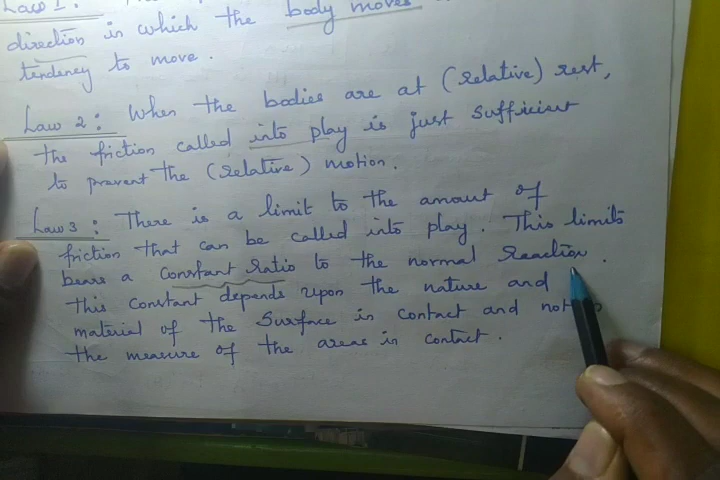 Law 1:
direction in which the body moves
tendency to move.
Law 2: When the bodies are at (relative) rest,
the friction called into play is just sufficient
to prevent the (relative) motion.
Law 3: There is a limit to the amount of
friction that can be called into play. This limits
bears a constant ratio to the normal reaction.
This constant depends upon the nature and
material of the surface in contact and not
the measure of the areas in contact.